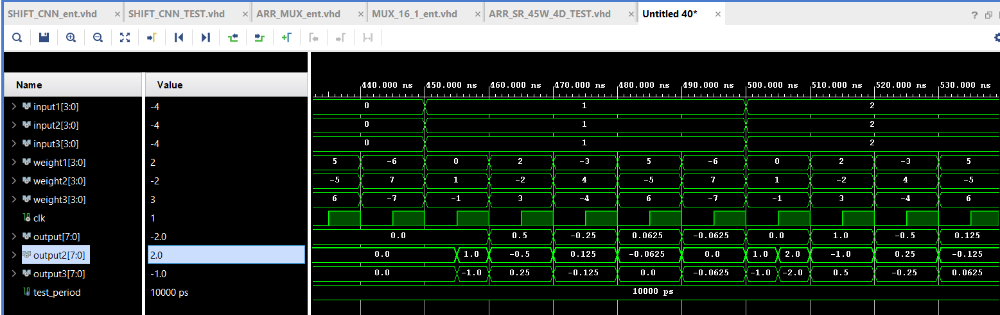 SHIFT_CNN_ent.vhd × SHIFT_CNN_TEST.vhd × ARR_MUX_ent.vhd × MUX_16_1_ent.vhd × ARR_SR_45W_4D_TEST.vhd × Untitled 40* × ?
Name Value 440.000 ns 450.000 ns 460.000 ns 470.000 ns 480.000 ns 490.000 ns 500.000 ns 510.000 ns 520.000 ns 530.000 ns
input1[3:0] -4 0 1 2
input2[3:0] -4 0 1 2
input3[3:0] -4 0 1 2
weight1[3:0] 2 5 -6 0 2 -3 5 -6 0 2 -3 5
weight2[3:0] -2 -5 7 1 -2 4 -5 7 1 -2 4 -5
weight3[3:0] 3 6 -7 -1 3 -4 6 -7 -1 3 -4 6
clk 1
output[7:0] -2.0 0.0 0.5 -0.25 0.0625 -0.0625 0.0 1.0 -0.5 0.125
output2[7:0] 2.0 0.0 1.0 -0.5 0.125 -0.0625 0.0 1.0 2.0 -1.0 0.25 -0.125
output3[7:0] -1.0 0.0 -1.0 0.25 -0.125 0.0 -0.0625 -1.0 -2.0 0.5 -0.25 0.0625
test_period 10000 ps 10000 ps